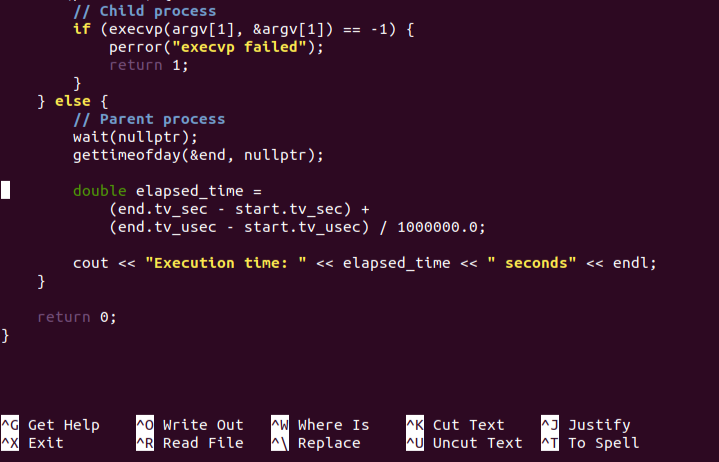 // Child process
if (execvp(argv[1], &argv[1]) == -1) {
perror("execvp failed");
return 1;
}
} else {
// Parent process
wait(nullptr);
gettimeofday(&end, nullptr);
double elapsed_time =
(end.tv_sec - start.tv_sec) +
(end.tv_usec - start.tv_usec) / 1000000.0;
cout << "Execution time: " << elapsed_time << " seconds" << endl;
}
return 0;
}
^G Get Help ^O Write Out ^W Where Is ^K Cut Text ^J Justify
^X Exit ^R Read File ^\ Replace ^U Uncut Text ^T To Spell